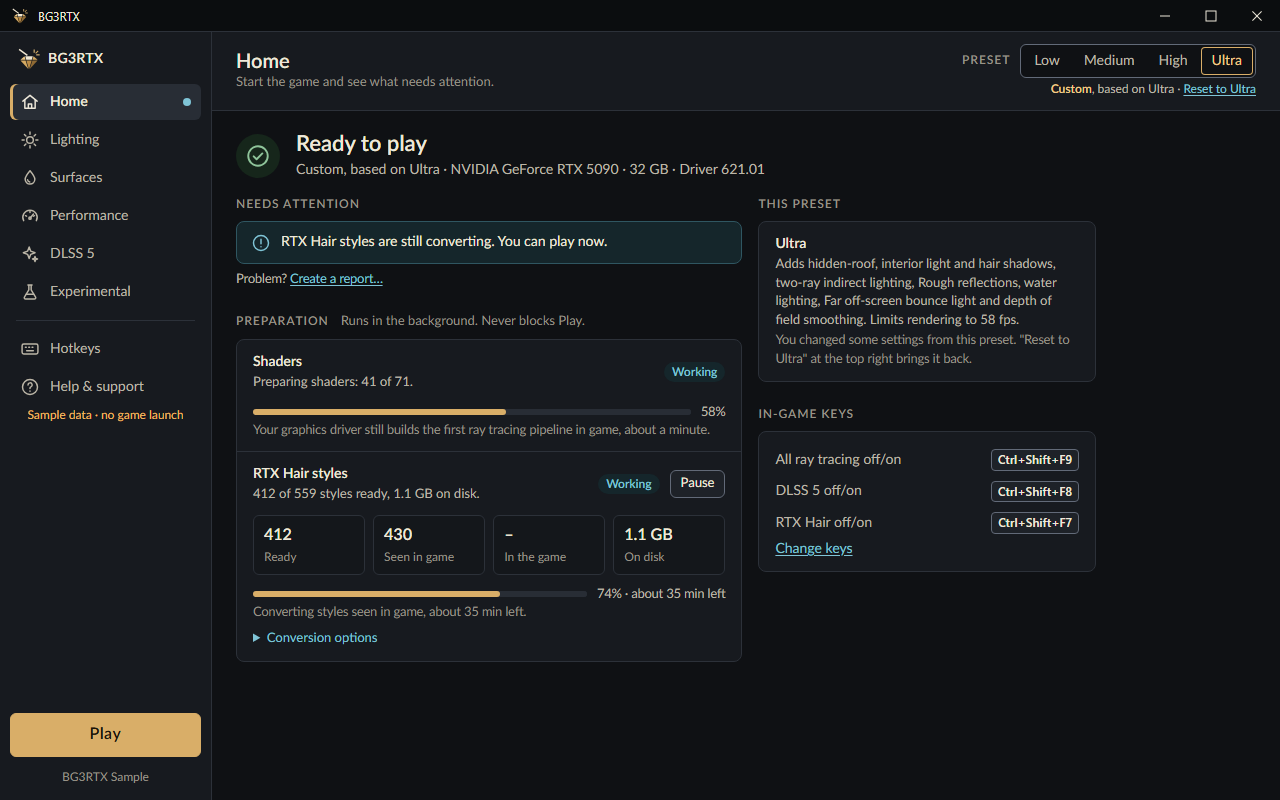 BG3RTX
BG3RTX
Home
Lighting
Surfaces
Performance
DLSS 5
Experimental
Hotkeys
Help & support
Sample data · no game launch
Play
BG3RTX Sample
Home
Start the game and see what needs attention.
PRESET Low Medium High Ultra
Custom, based on Ultra · Reset to Ultra
Ready to play
Custom, based on Ultra · NVIDIA GeForce RTX 5090 · 32 GB · Driver 621.01
NEEDS ATTENTION
RTX Hair styles are still converting. You can play now.
Problem? Create a report...
PREPARATION Runs in the background. Never blocks Play.
Shaders
Preparing shaders: 41 of 71.
Working
58%
Your graphics driver still builds the first ray tracing pipeline in game, about a minute.
RTX Hair styles
412 of 559 styles ready, 1.1 GB on disk.
Working Pause
412 430 – 1.1 GB
Ready Seen in game In the game On disk
74% · about 35 min left
Converting styles seen in game, about 35 min left.
Conversion options
THIS PRESET
Ultra
Adds hidden-roof, interior light and hair shadows,
two-ray indirect lighting, Rough reflections, water
lighting, Far off-screen bounce light and depth of
field smoothing. Limits rendering to 58 fps.
You changed some settings from this preset. "Reset to
Ultra" at the top right brings it back.
IN-GAME KEYS
All ray tracing off/on Ctrl+Shift+F9
DLSS 5 off/on Ctrl+Shift+F8
RTX Hair off/on Ctrl+Shift+F7
Change keys